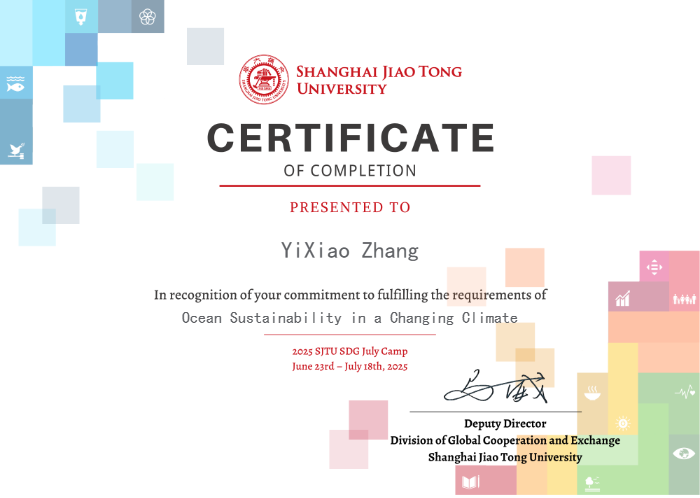 SHANGHAI JIAO TONG
UNIVERSITY
CERTIFICATE
OF COMPLETION
PRESENTED TO
YiXiao Zhang
In recognition of your commitment to fulfilling the requirements of
Ocean Sustainability in a Changing Climate
2025 SJTU SDG July Camp
June 23rd – July 18th, 2025
Deputy Director
Division of Global Cooperation and Exchange
Shanghai Jiao Tong University